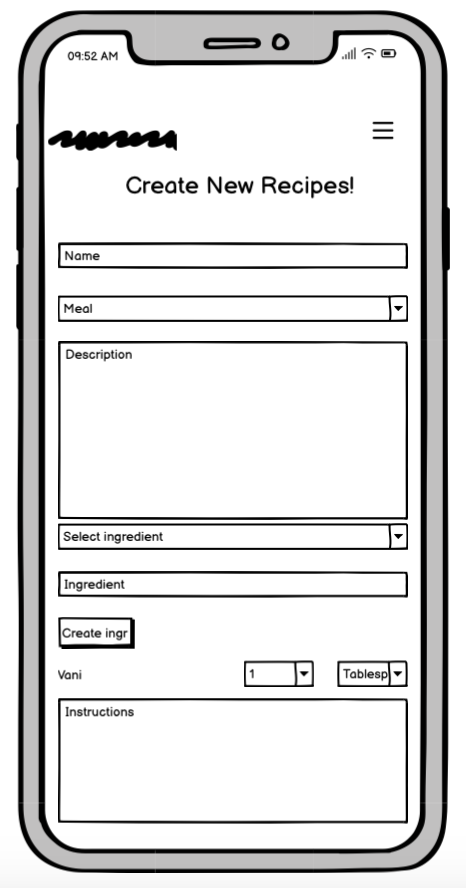 09:52 AM
Create New Recipes!
Name
Meal
Description
Select ingredient
Ingredient
Create ingr
Vani
1
Tablesp
Instructions